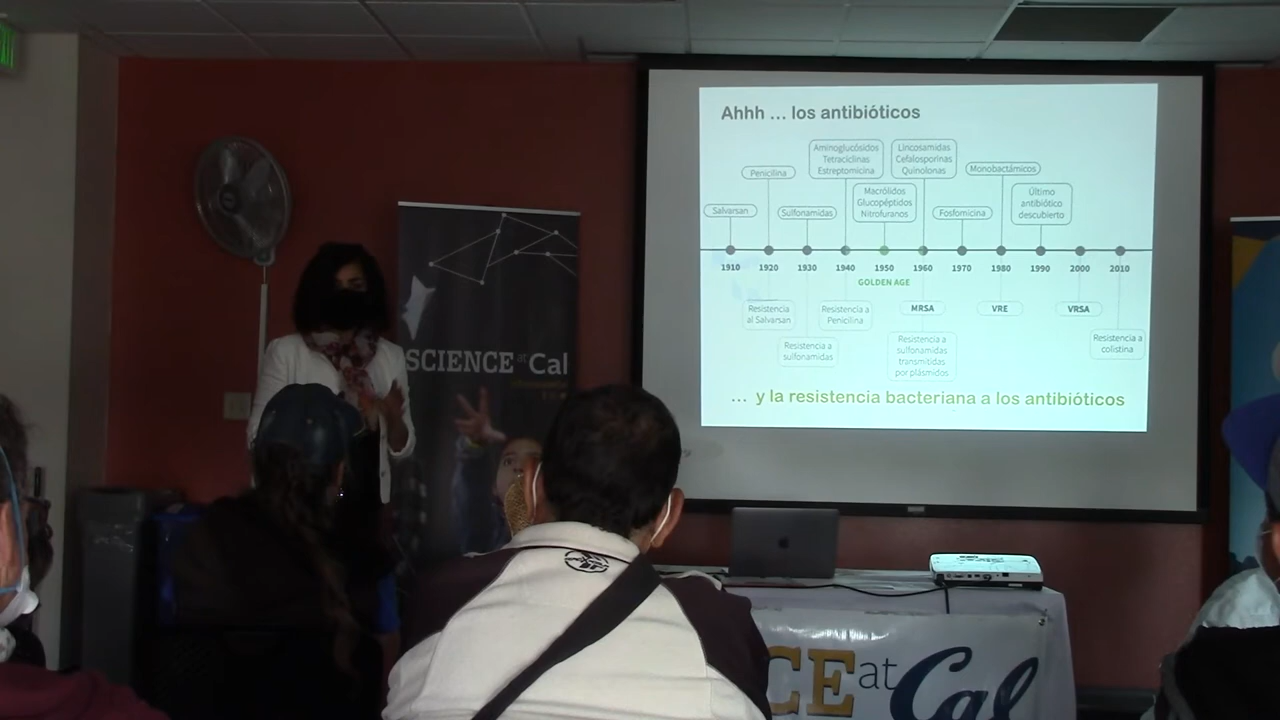 Ahhh ... los antibióticos
Aminoglucósidos
Tetraciclinas
Estreptomicina
Lincosamidas
Cefalosporinas
Quinolonas
Penicilina
Monobactámicos
Macrólidos
Glucopéptidos
Nitrofuranos
Último
antibiótico
descubierto
Salvarsan
Sulfonamidas
Fosfomicina
1910 1920 1930 1940 1950 1960 1970 1980 1990 2000 2010
GOLDEN AGE
Resistencia
al Salvarsan
Resistencia a
Penicilina
MRSA
VRE
VRSA
Resistencia a
sulfonamidas
Resistencia a
sulfonamidas
transmitidas
por plásmidos
Resistencia a
colistina
... y la resistencia bacteriana a los antibióticos
SCIENCE at Cal
CE at Cal